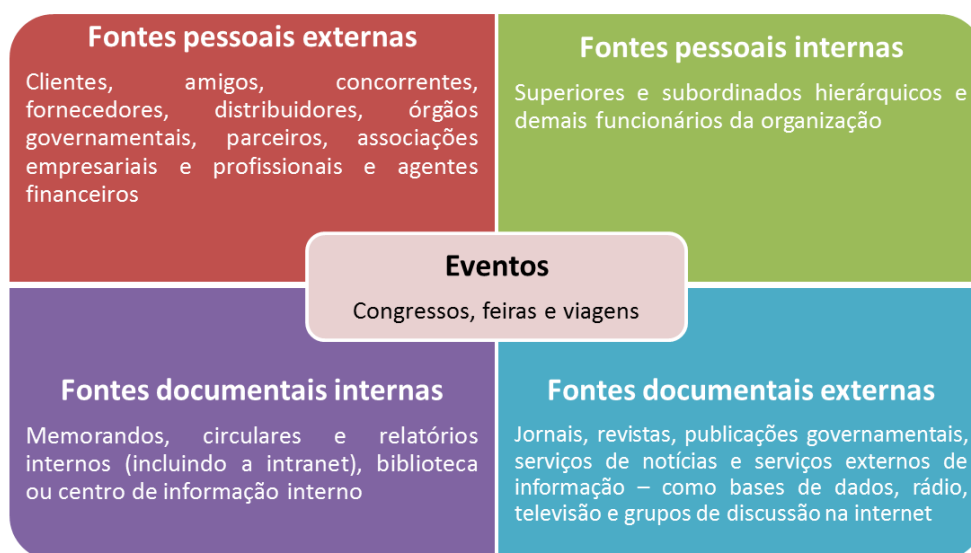 Fontes pessoais externas
Clientes, amigos, concorrentes,
fornecedores, distribuidores, órgãos
governamentais, parceiros, associações
empresariais e profissionais e agentes
financeiros
Fontes pessoais internas
Superiores e subordinados hierárquicos e
demais funcionários da organização
Eventos
Congressos, feiras e viagens
Fontes documentais internas
Memorandos, circulares e relatórios
internos (incluindo a intranet), biblioteca
ou centro de informação interno
Fontes documentais externas
Jornais, revistas, publicações governamentais,
serviços de notícias e serviços externos de
informação – como bases de dados, rádio,
televisão e grupos de discussão na internet